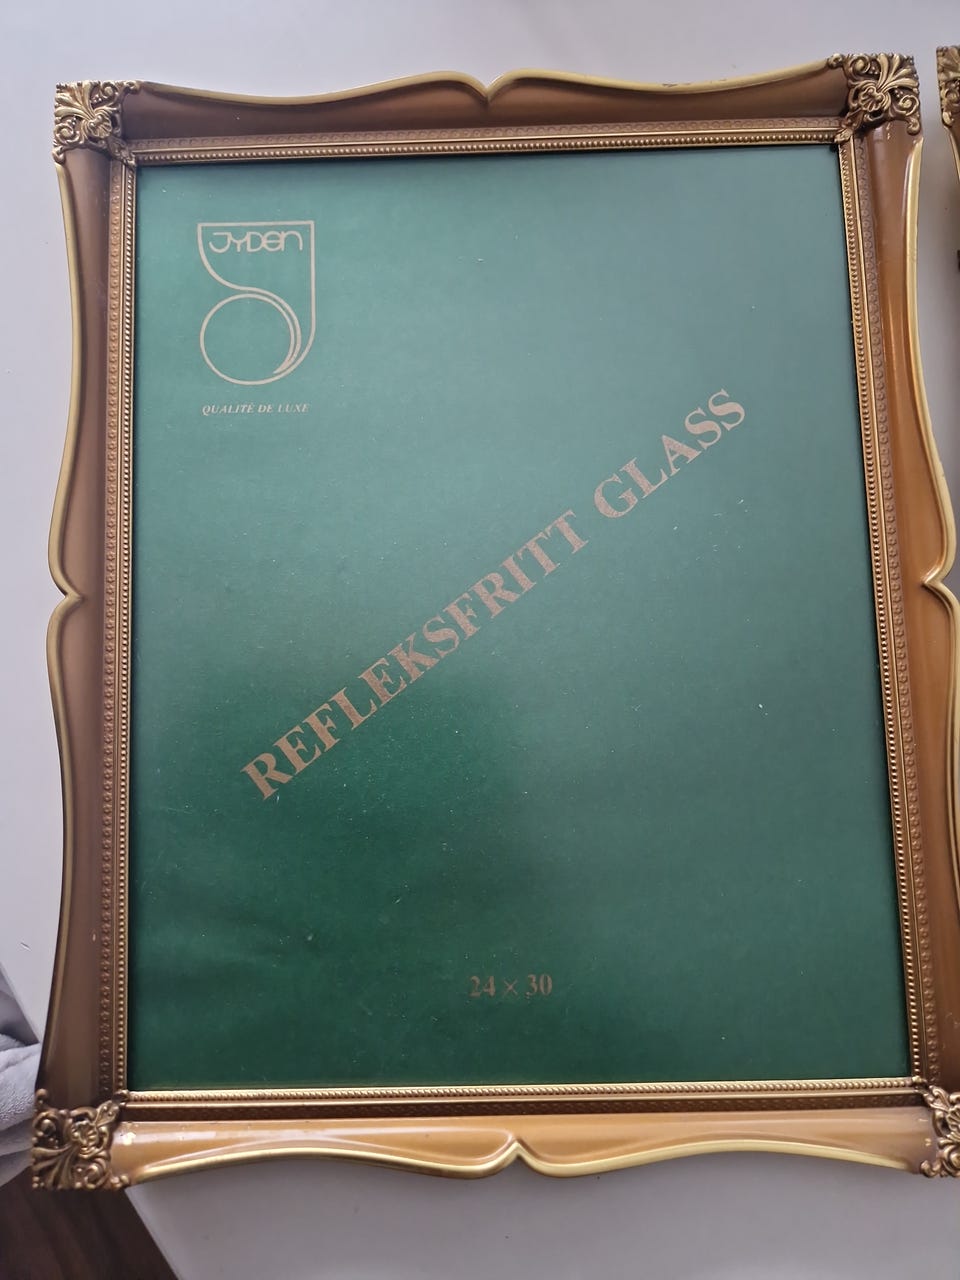 JYDEN
QUALITÉ DE LUXE
REFLEKSFRITT GLASS
24 × 30